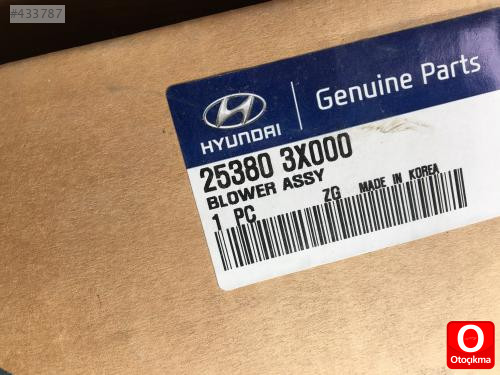 #433787
HYUNDAI
Genuine Parts
25380 3X000
BLOWER ASSY
1 PC ZG MADE IN KOREA
O
Otoçıkma